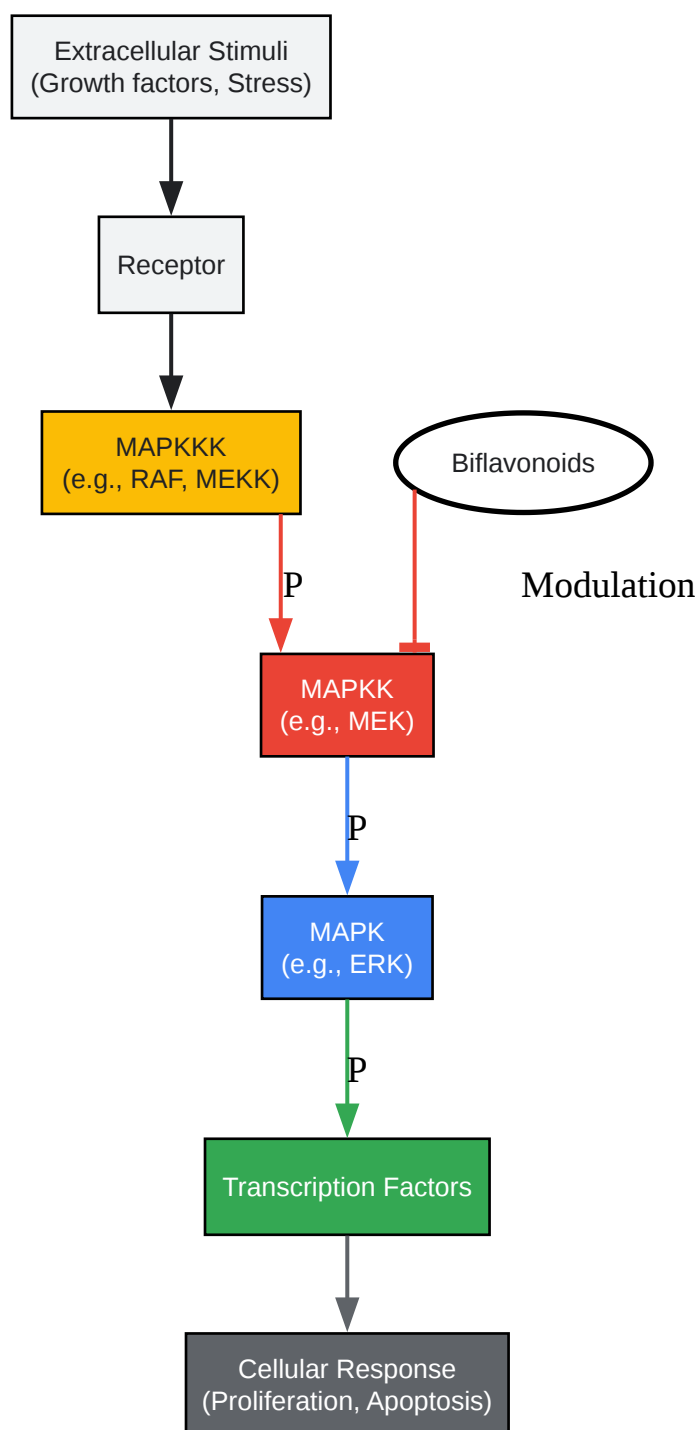 Extracellular Stimuli
(Growth factors, Stress)
Receptor
MAPKKK
(e.g., RAF, MEKK)
Biflavonoids
P
Modulation
MAPKK
(e.g., MEK)
P
MAPK
(e.g., ERK)
P
Transcription Factors
Cellular Response
(Proliferation, Apoptosis)